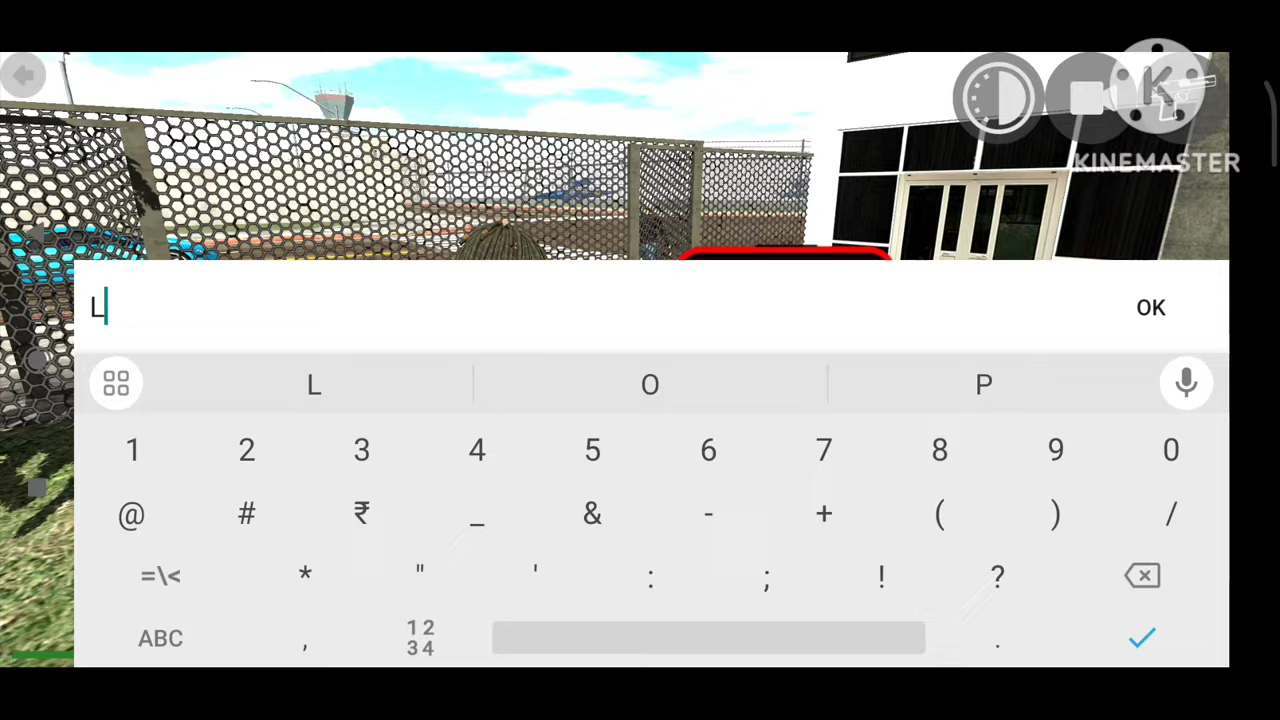 K
KINEMASTER
L
OK
L O P
1 2 3 4 5 6 7 8 9 0
@ # ₹ _ & - + ( ) /
=\< * " ' : ; ! ?
ABC , 1 2 3 4 .